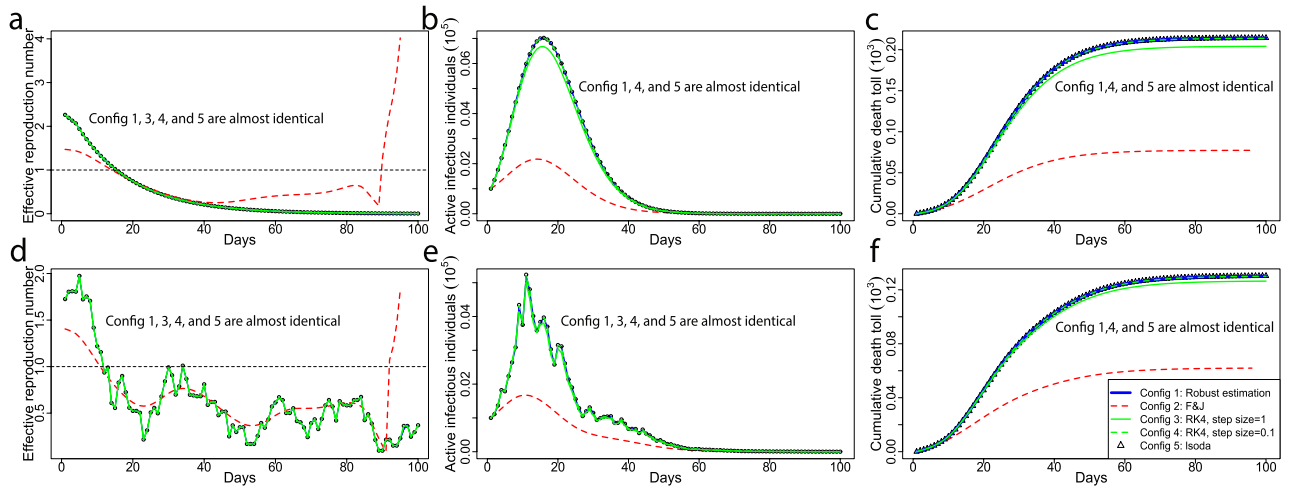 a
Effective reproduction number
4
3
2
1
0
Config 1, 3, 4, and 5 are almost identical
0 20 40 60 80 100
Days
b
Active infectious individuals (10^5)
0.06
0.04
0.02
0.00
Config 1, 4, and 5 are almost identical
0 20 40 60 80 100
Days
c
Cumulative death toll (10^3)
0.20
0.15
0.10
0.05
0.00
Config 1,4, and 5 are almost identical
0 20 40 60 80 100
Days
d
Effective reproduction number
2.0
1.5
1.0
0.5
Config 1, 3, 4, and 5 are almost identical
0 20 40 60 80 100
Days
e
Active infectious individuals (10^5)
0.04
0.02
0.00
Config 1, 3, 4, and 5 are almost identical
0 20 40 60 80 100
Days
f
Cumulative death toll (10^3)
0.12
0.08
0.04
0.00
Config 1,4, and 5 are almost identical
Config 1: Robust estimation
Config 2: F&J
Config 3: RK4, step size=1
Config 4: RK4, step size=0.1
Config 5: lsoda
0 20 40 60 80 100
Days